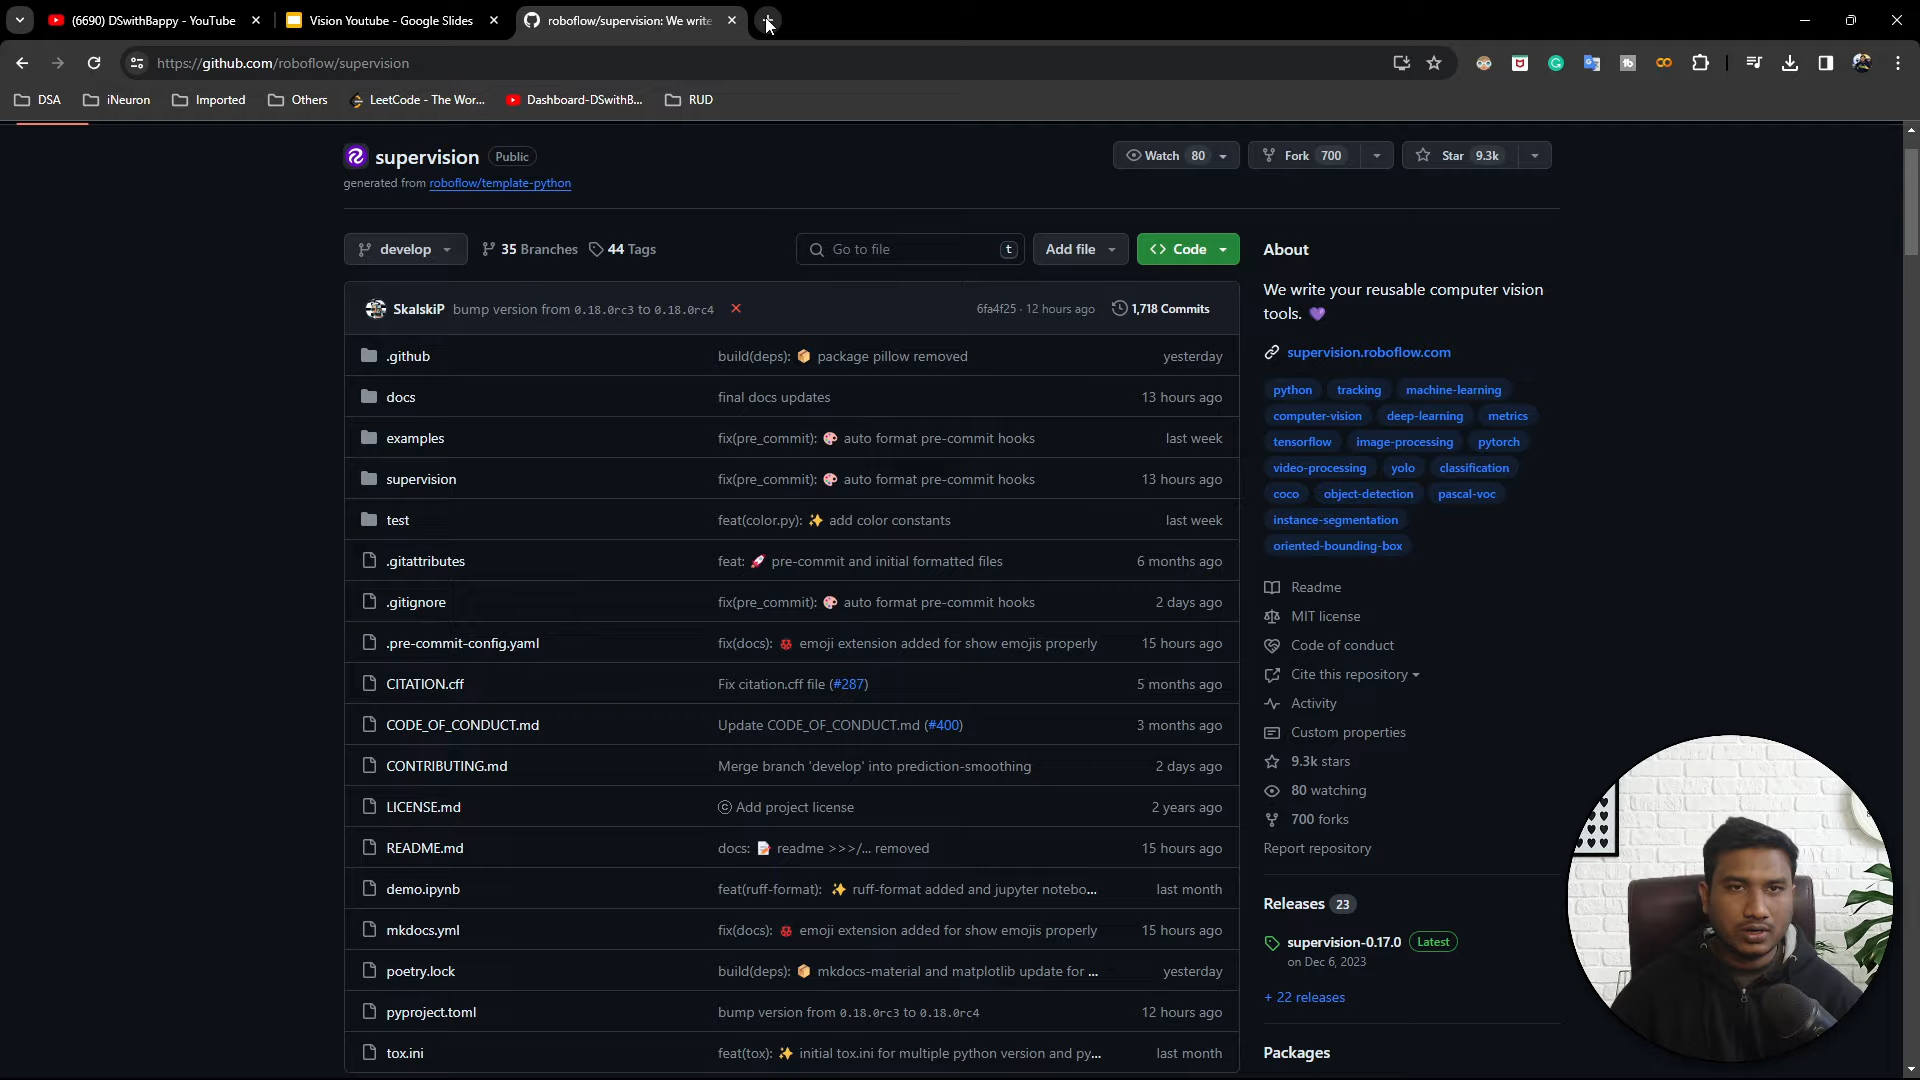 (6690) DSwithBappy - YouTube
Vision Youtube - Google Slides
roboflow/supervision: We write
https://github.com/roboflow/supervision
DSA
iNeuron
Imported
Others
LeetCode - The Wor...
Dashboard-DSwithB...
RUD
supervision
Public
Watch 80
Fork 700
Star 9.3k
generated from roboflow/template-python
develop
35 Branches
44 Tags
Go to file
t
Add file
<> Code
About
We write your reusable computer vision
tools. 💜
supervision.roboflow.com
python tracking machine-learning
computer-vision deep-learning metrics
tensorflow image-processing pytorch
video-processing yolo classification
coco object-detection pascal-voc
instance-segmentation
oriented-bounding-box
Readme
MIT license
Code of conduct
Cite this repository
Activity
Custom properties
9.3k stars
80 watching
700 forks
Report repository
Releases 23
supervision-0.17.0 Latest
on Dec 6, 2023
+ 22 releases
Packages
SkalskiP bump version from 0.18.0rc3 to 0.18.0rc4 6fa4f25 · 12 hours ago 1,718 Commits
.github build(deps): 📦 package pillow removed yesterday
docs final docs updates 13 hours ago
examples fix(pre_commit): 🎨 auto format pre-commit hooks last week
supervision fix(pre_commit): 🎨 auto format pre-commit hooks 13 hours ago
test feat(color.py): ✨ add color constants last week
.gitattributes feat: 🚀 pre-commit and initial formatted files 6 months ago
.gitignore fix(pre_commit): 🎨 auto format pre-commit hooks 2 days ago
.pre-commit-config.yaml fix(docs): 🐞 emoji extension added for show emojis properly 15 hours ago
CITATION.cff Fix citation.cff file (#287) 5 months ago
CODE_OF_CONDUCT.md Update CODE_OF_CONDUCT.md (#400) 3 months ago
CONTRIBUTING.md Merge branch 'develop' into prediction-smoothing 2 days ago
LICENSE.md © Add project license 2 years ago
README.md docs: 📝 readme >>>/... removed 15 hours ago
demo.ipynb feat(ruff-format): ✨ ruff-format added and jupyter notebo... last month
mkdocs.yml fix(docs): 🐞 emoji extension added for show emojis properly 15 hours ago
poetry.lock build(deps): 📦 mkdocs-material and matplotlib update for ... yesterday
pyproject.toml bump version from 0.18.0rc3 to 0.18.0rc4 12 hours ago
tox.ini feat(tox): ✨ initial tox.ini for multiple python version and py... last month